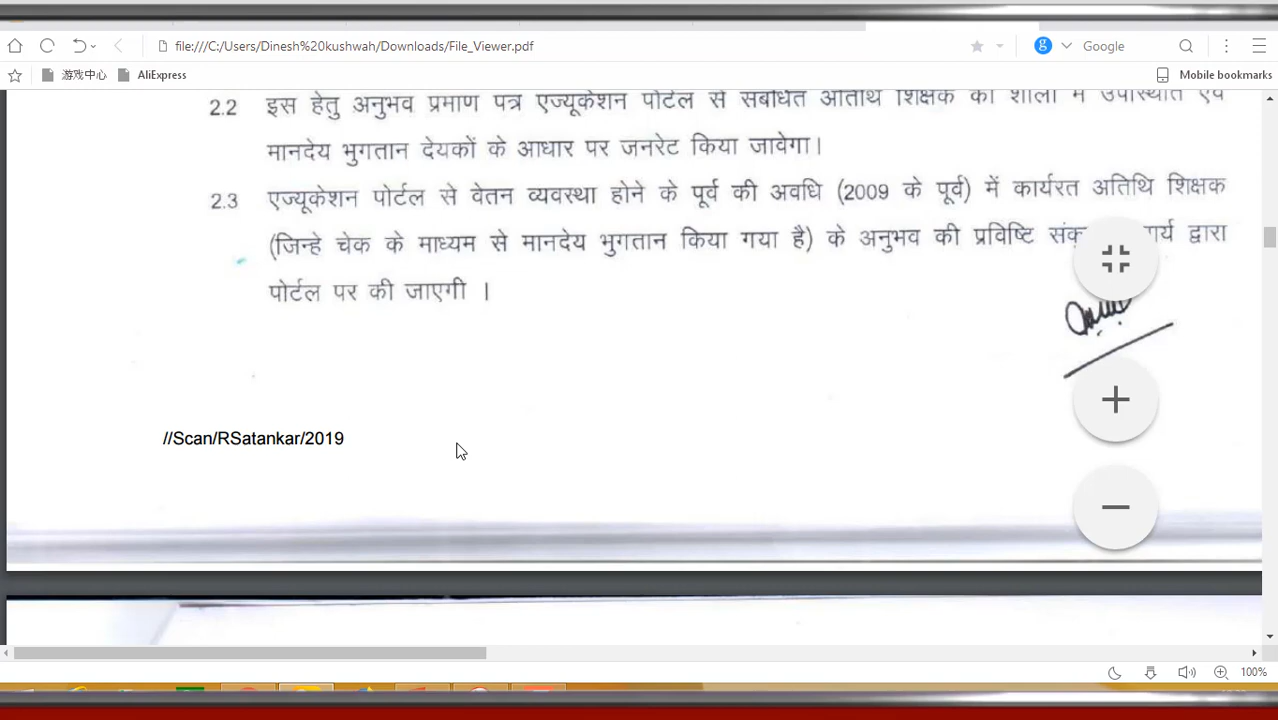 file:///C:/Users/Dinesh%20kushwah/Downloads/File_Viewer.pdf
Google
游戏中心
AliExpress
Mobile bookmarks
2.2 इस हेतु अनुभव प्रमाण पत्र एज्यूकेशन पोर्टल से संबंधित अतिथि शिक्षक की शाला में उपस्थिति एवं
मानदेय भुगतान देयकों के आधार पर जनरेट किया जावेगा।
2.3 एज्यूकेशन पोर्टल से वेतन व्यवस्था होने के पूर्व की अवधि (2009 के पूर्व) में कार्यरत अतिथि शिक्षक
(जिन्हे चेक के माध्यम से मानदेय भुगतान किया गया है) के अनुभव की प्रविष्टि द्वारा
पोर्टल पर की जाएगी ।
//Scan/RSatankar/2019
100%